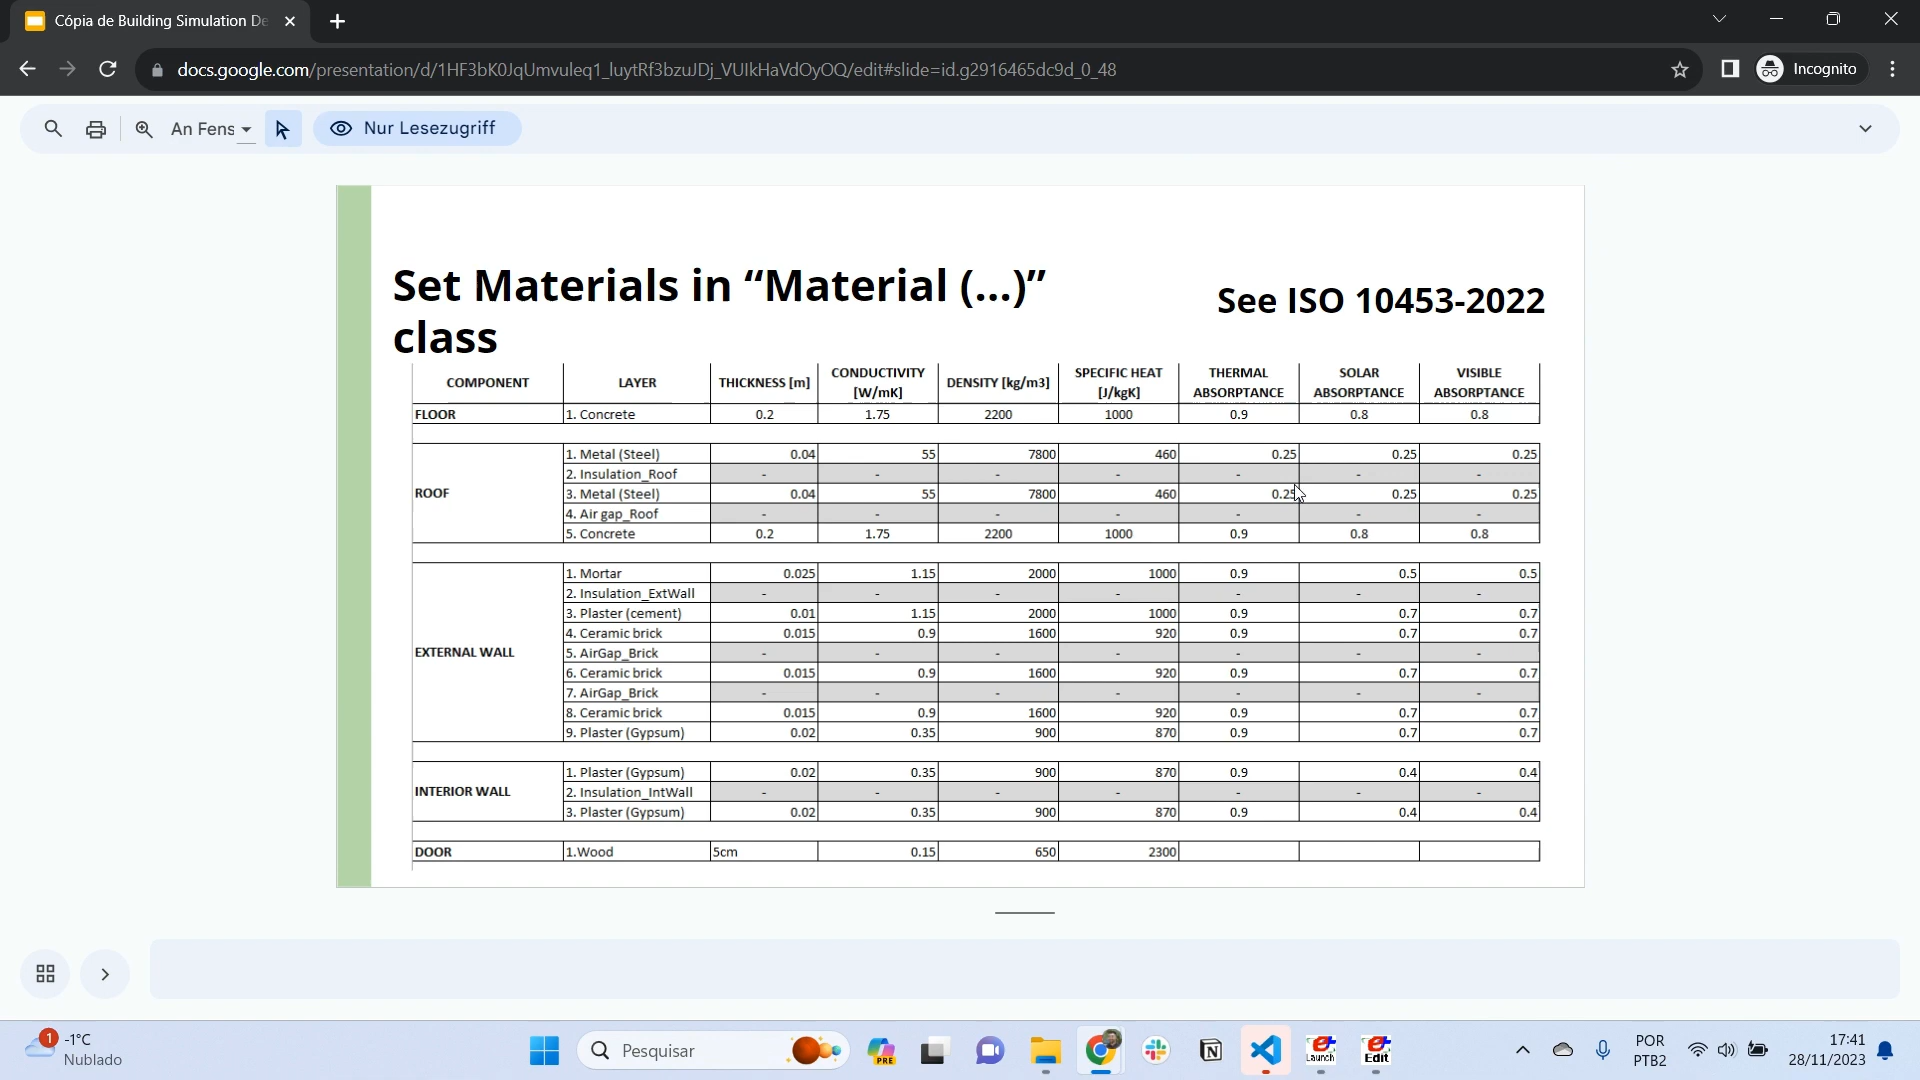 Cópia de Building Simulation De
docs.google.com/presentation/d/1HF3bK0JqUmvuleq1_luytRf3bzuJDj_VUIkHaVdOyOQ/edit#slide=id.g2916465dc9d_0_48
Incognito
An Fens
Nur Lesezugriff
Set Materials in “Material (...)”
class
See ISO 10453-2022
COMPONENT LAYER THICKNESS [m] CONDUCTIVITY [W/mK] DENSITY [kg/m3] SPECIFIC HEAT [J/kgK] THERMAL ABSORPTANCE SOLAR ABSORPTANCE VISIBLE ABSORPTANCE
FLOOR 1. Concrete 0.2 1.75 2200 1000 0.9 0.8 0.8
ROOF
1. Metal (Steel) 0.04 55 7800 460 0.25 0.25 0.25
2. Insulation_Roof - - - - - - -
3. Metal (Steel) 0.04 55 7800 460 0.25 0.25 0.25
4. Air gap_Roof - - - - - - -
5. Concrete 0.2 1.75 2200 1000 0.9 0.8 0.8
EXTERNAL WALL
1. Mortar 0.025 1.15 2000 1000 0.9 0.5 0.5
2. Insulation_ExtWall - - - - - - -
3. Plaster (cement) 0.01 1.15 2000 1000 0.9 0.7 0.7
4. Ceramic brick 0.015 0.9 1600 920 0.9 0.7 0.7
5. AirGap_Brick - - - - - - -
6. Ceramic brick 0.015 0.9 1600 920 0.9 0.7 0.7
7. AirGap_Brick - - - - - - -
8. Ceramic brick 0.015 0.9 1600 920 0.9 0.7 0.7
9. Plaster (Gypsum) 0.02 0.35 900 870 0.9 0.7 0.7
INTERIOR WALL
1. Plaster (Gypsum) 0.02 0.35 900 870 0.9 0.4 0.4
2. Insulation_IntWall - - - - - - -
3. Plaster (Gypsum) 0.02 0.35 900 870 0.9 0.4 0.4
DOOR 1.Wood 5cm 0.15 650 2300
1
-1°C
Nublado
Pesquisar
PRE
Launch
Edit
POR
PTB2
17:41
28/11/2023